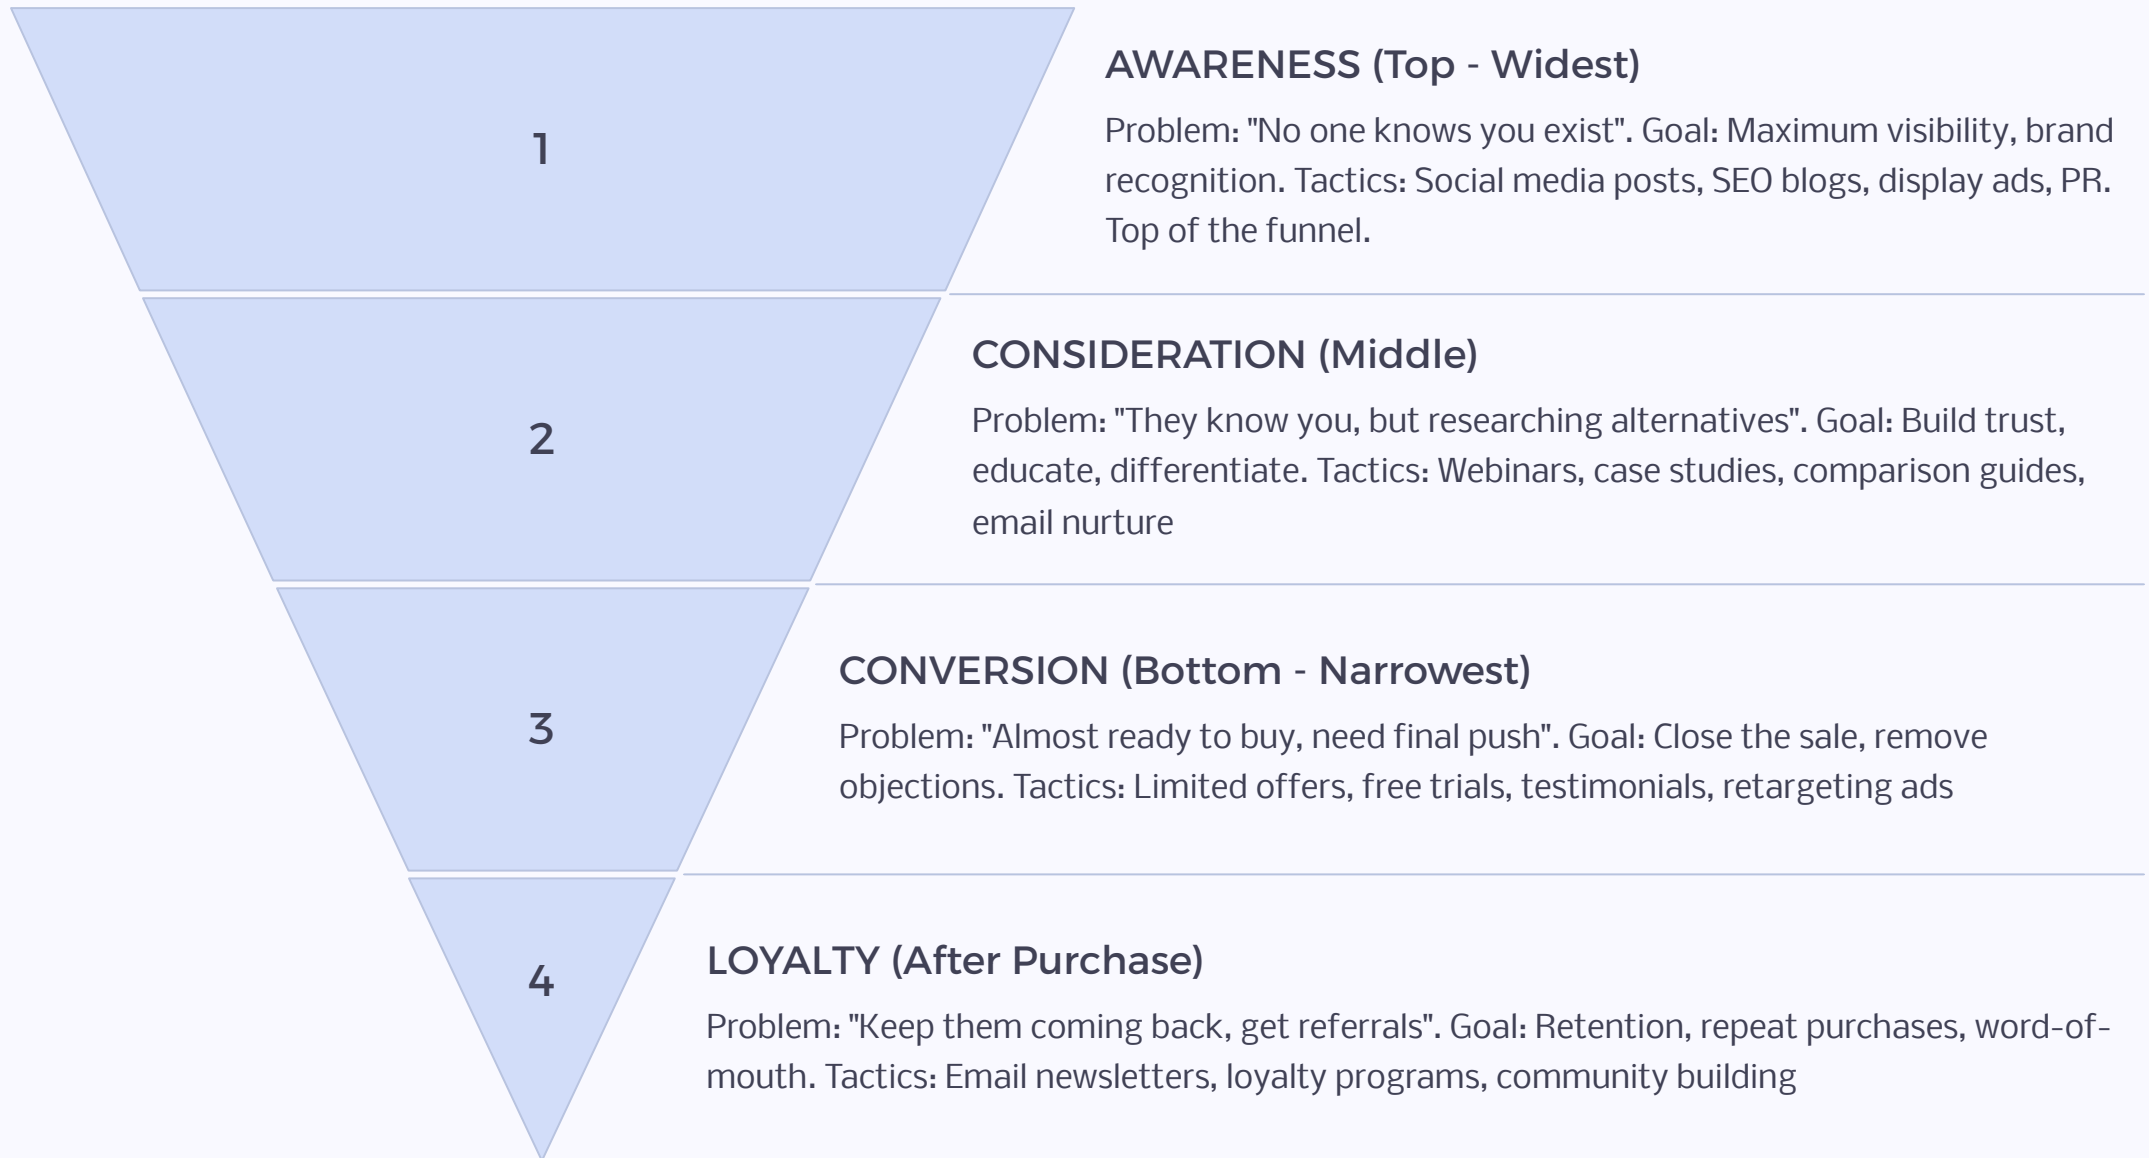 1
AWARENESS (Top - Widest)
Problem: "No one knows you exist". Goal: Maximum visibility, brand
recognition. Tactics: Social media posts, SEO blogs, display ads, PR.
Top of the funnel.
2
CONSIDERATION (Middle)
Problem: "They know you, but researching alternatives". Goal: Build trust,
educate, differentiate. Tactics: Webinars, case studies, comparison guides,
email nurture
3
CONVERSION (Bottom - Narrowest)
Problem: "Almost ready to buy, need final push". Goal: Close the sale, remove
objections. Tactics: Limited offers, free trials, testimonials, retargeting ads
4
LOYALTY (After Purchase)
Problem: "Keep them coming back, get referrals". Goal: Retention, repeat purchases, word-of-
mouth. Tactics: Email newsletters, loyalty programs, community building